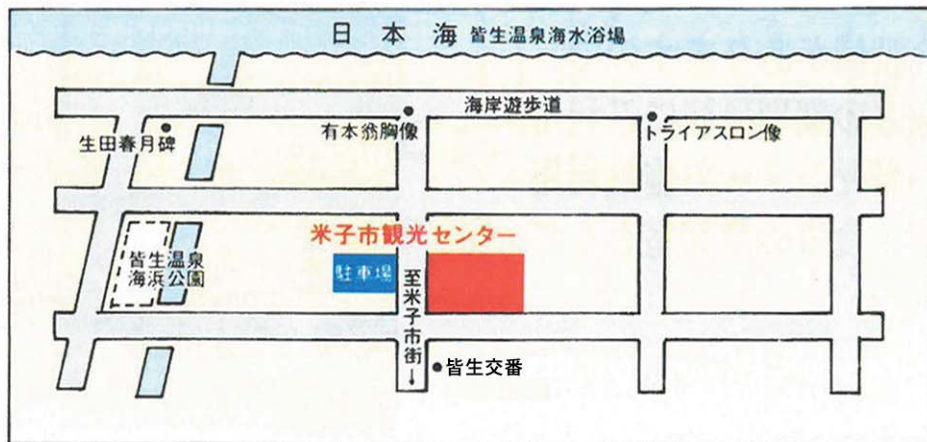 日本海 皆生温泉海水浴場
海岸遊歩道
生田春月碑
有本翁胸像
トライアスロン像
米子市観光センター
皆生温泉
海浜公園
駐車場
至米子市街↓
皆生交番